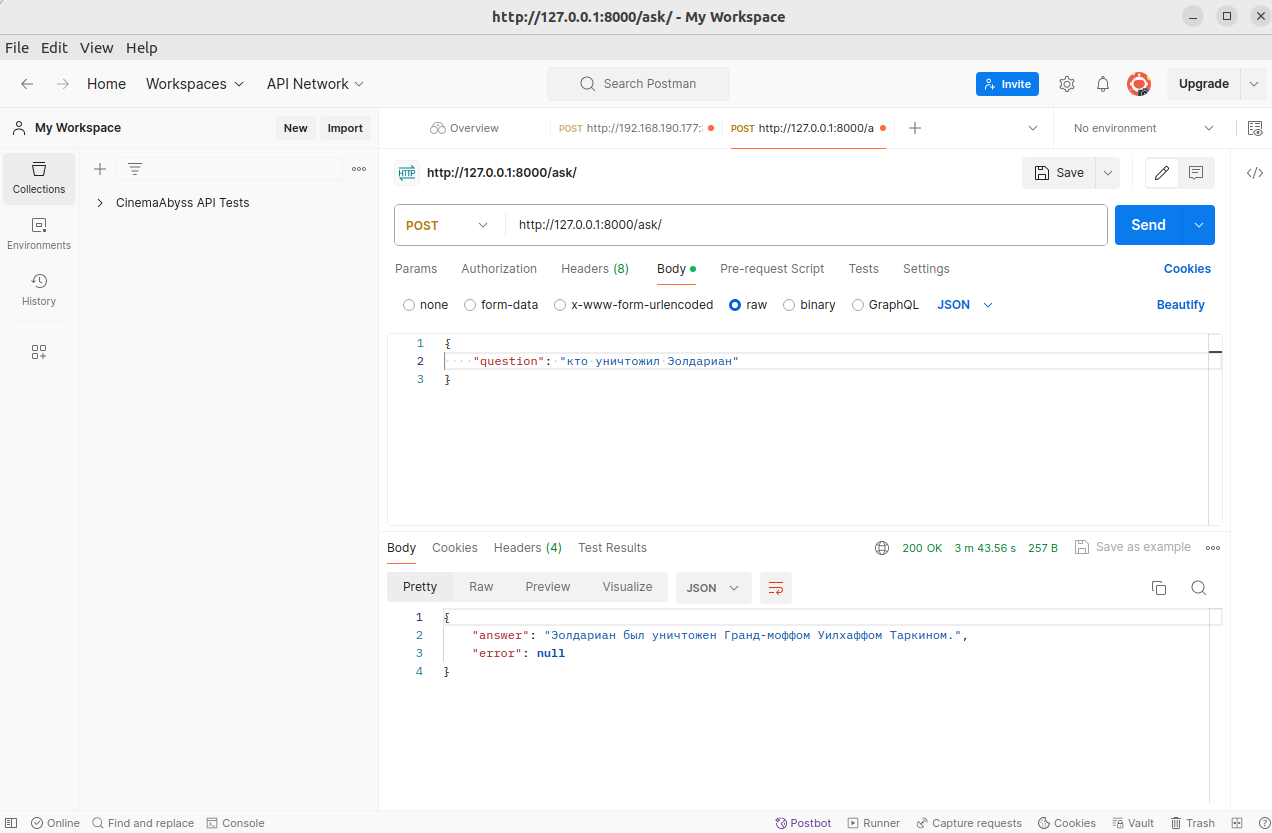 http://127.0.0.1:8000/ask/ - My Workspace
File Edit View Help
Home Workspaces API Network Search Postman Invite Upgrade
My Workspace New Import Overview POST http://192.168.190.177: POST http://127.0.0.1:8000/a No environment
Collections
Environments
History
CinemaAbyss API Tests
HTTP http://127.0.0.1:8000/ask/ Save
POST http://127.0.0.1:8000/ask/ Send
Params Authorization Headers (8) Body Pre-request Script Tests Settings Cookies
none form-data x-www-form-urlencoded raw binary GraphQL JSON Beautify
1 {
2 "question": "кто уничтожил Эолдариан"
3 }
Body Cookies Headers (4) Test Results 200 OK 3 m 43.56 s 257 B Save as example
Pretty Raw Preview Visualize JSON
1 {
2 "answer": "Эолдариан был уничтожен Гранд-моффом Уилхаффом Таркином.",
3 "error": null
4 }
Online Find and replace Console Postbot Runner Capture requests Cookies Vault Trash